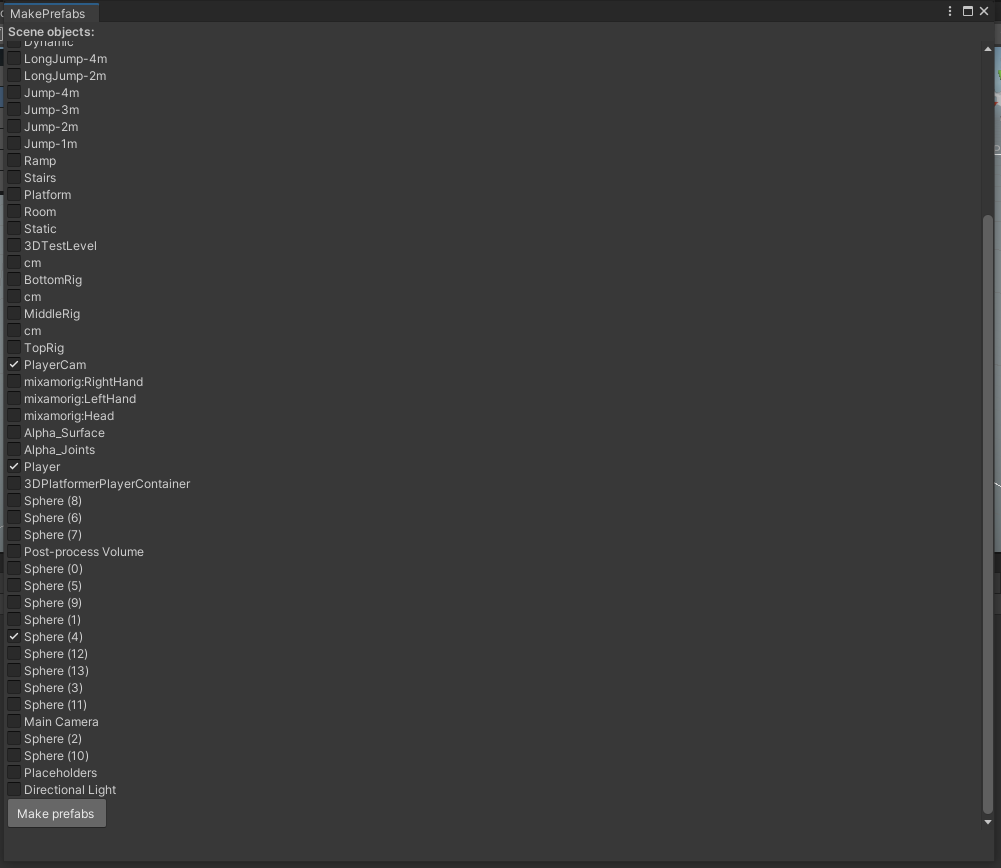 MakePrefabs
Scene objects:
Dynamic
LongJump-4m
LongJump-2m
Jump-4m
Jump-3m
Jump-2m
Jump-1m
Ramp
Stairs
Platform
Room
Static
3DTestLevel
cm
BottomRig
cm
MiddleRig
cm
TopRig
PlayerCam
mixamorig:RightHand
mixamorig:LeftHand
mixamorig:Head
Alpha_Surface
Alpha_Joints
Player
3DPlatformerPlayerContainer
Sphere (8)
Sphere (6)
Sphere (7)
Post-process Volume
Sphere (0)
Sphere (5)
Sphere (9)
Sphere (1)
Sphere (4)
Sphere (12)
Sphere (13)
Sphere (3)
Sphere (11)
Main Camera
Sphere (2)
Sphere (10)
Placeholders
Directional Light
Make prefabs